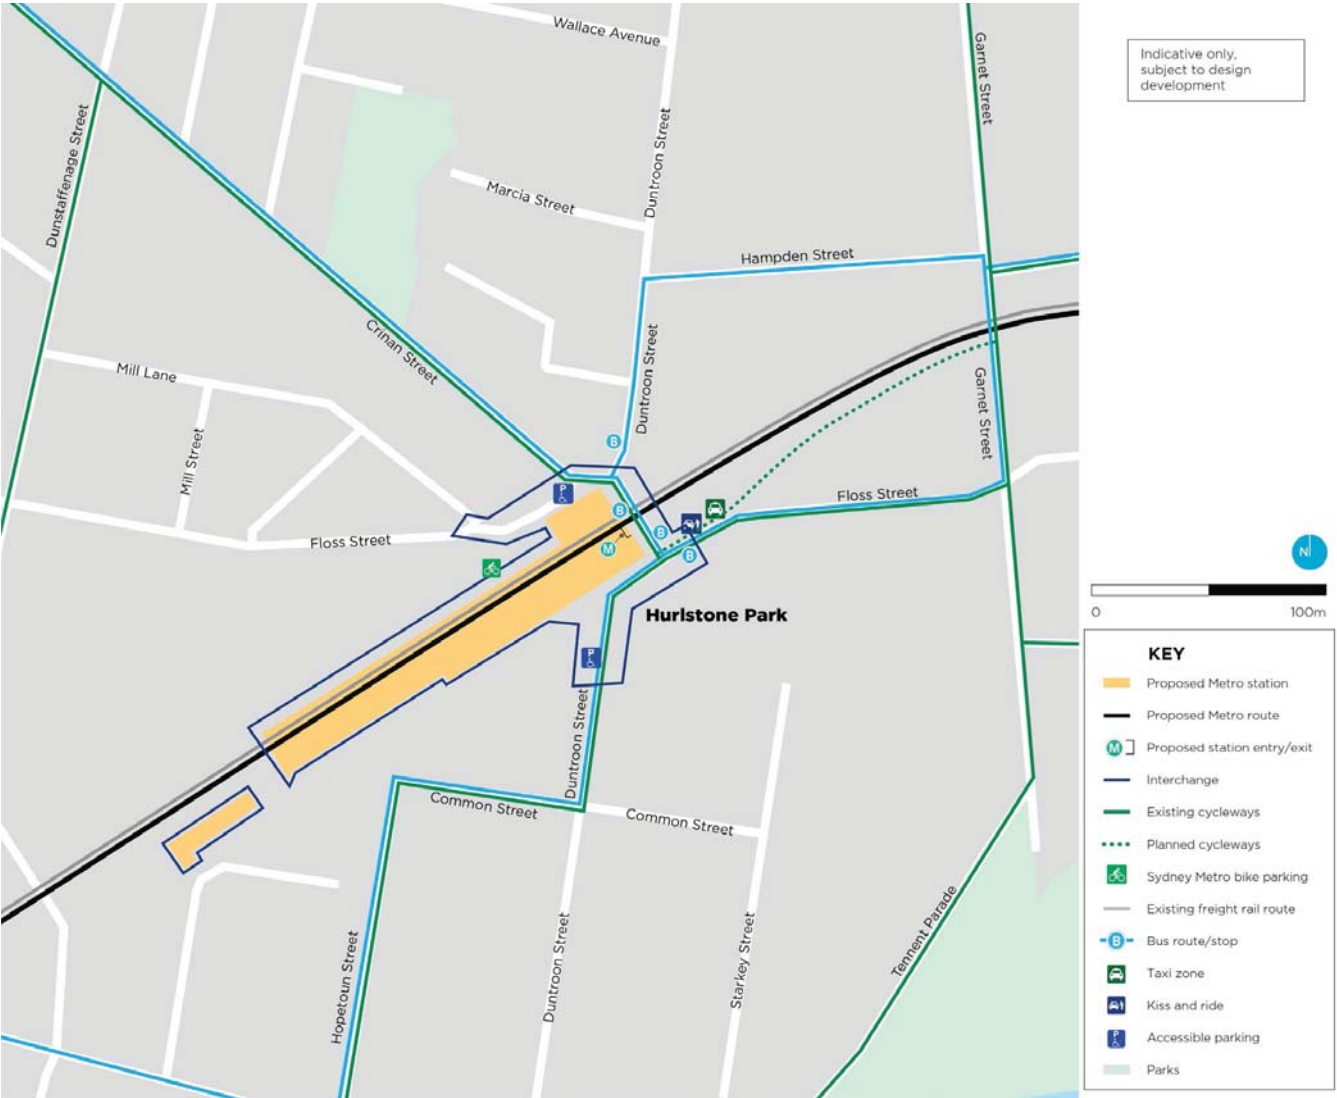 Wallace Avenue
Garnet Street
Indicative only,
subject to design
development
Dunstaffenage Street
Duntroon Street
Marcia Street
Hampden Street
Crinan Street
Duntroon Street
Mill Lane
Garnet Street
Mill Street
B
P
Floss Street
B
B
Floss Street
M
B
N
Hurlstone Park
0
100m
P
Duntroon Street
Common Street
Common Street
Tennent Parade
Hopetoun Street
Duntroon Street
Starkey Street
KEY
Proposed Metro station
Proposed Metro route
M Proposed station entry/exit
Interchange
Existing cycleways
Planned cycleways
Sydney Metro bike parking
Existing freight rail route
B Bus route/stop
Taxi zone
Kiss and ride
P Accessible parking
Parks